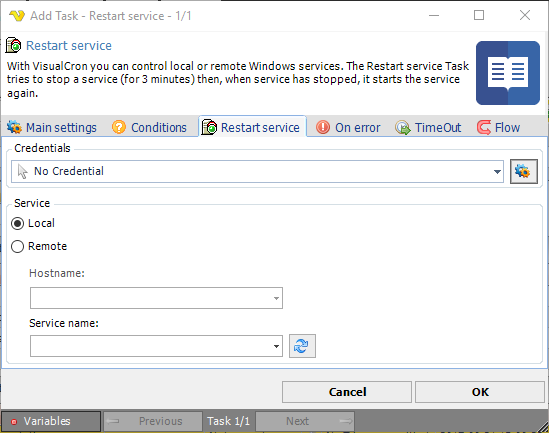 Add Task - Restart service - 1/1
Restart service
With VisualCron you can control local or remote Windows services. The Restart service Task
tries to stop a service (for 3 minutes) then, when service has stopped, it starts the service
again.
Main settings Conditions Restart service On error TimeOut Flow
Credentials
No Credential
Service
Local
Remote
Hostname:
Service name:
Cancel OK
Variables Previous Task 1/1 Next